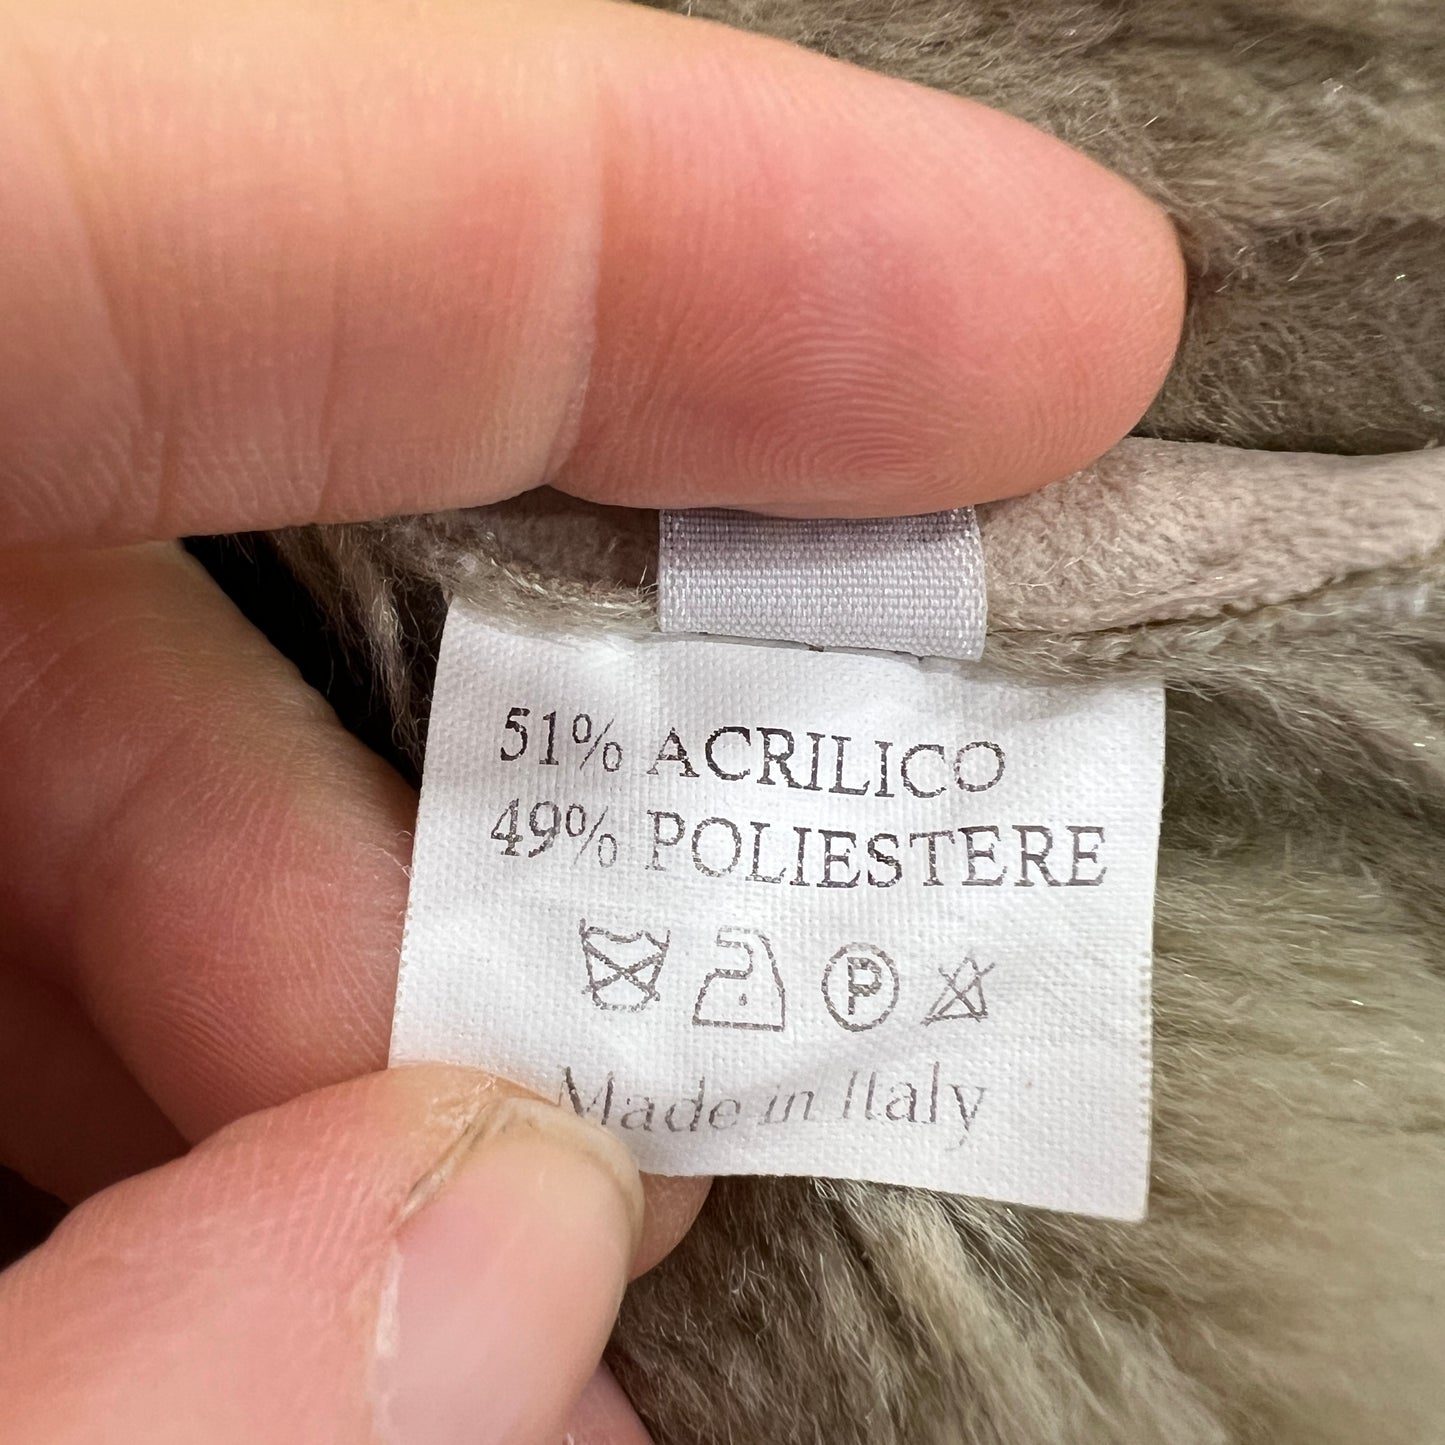 51% ACRILICO
49% POLIESTERE
P
Made in Italy